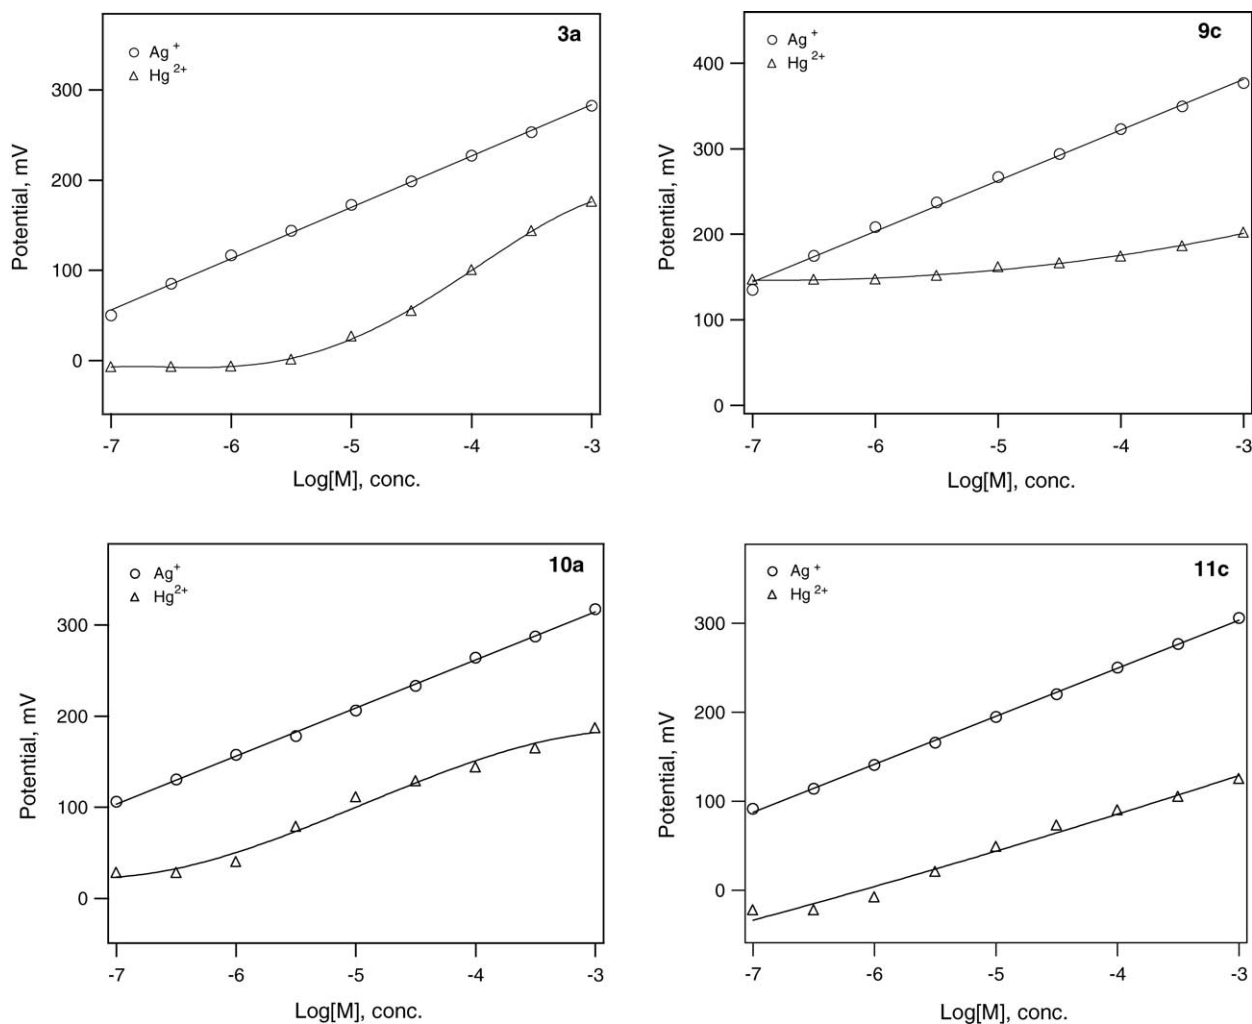 3a
Ag+
Hg2+
300
200
100
0
Potential, mV
-7 -6 -5 -4 -3
Log[M], conc.
9c
Ag+
Hg2+
400
300
200
100
0
Potential, mV
-7 -6 -5 -4 -3
Log[M], conc.
10a
Ag+
Hg2+
300
200
100
0
Potential, mV
-7 -6 -5 -4 -3
Log[M], conc.
11c
Ag+
Hg2+
300
200
100
0
Potential, mV
-7 -6 -5 -4 -3
Log[M], conc.